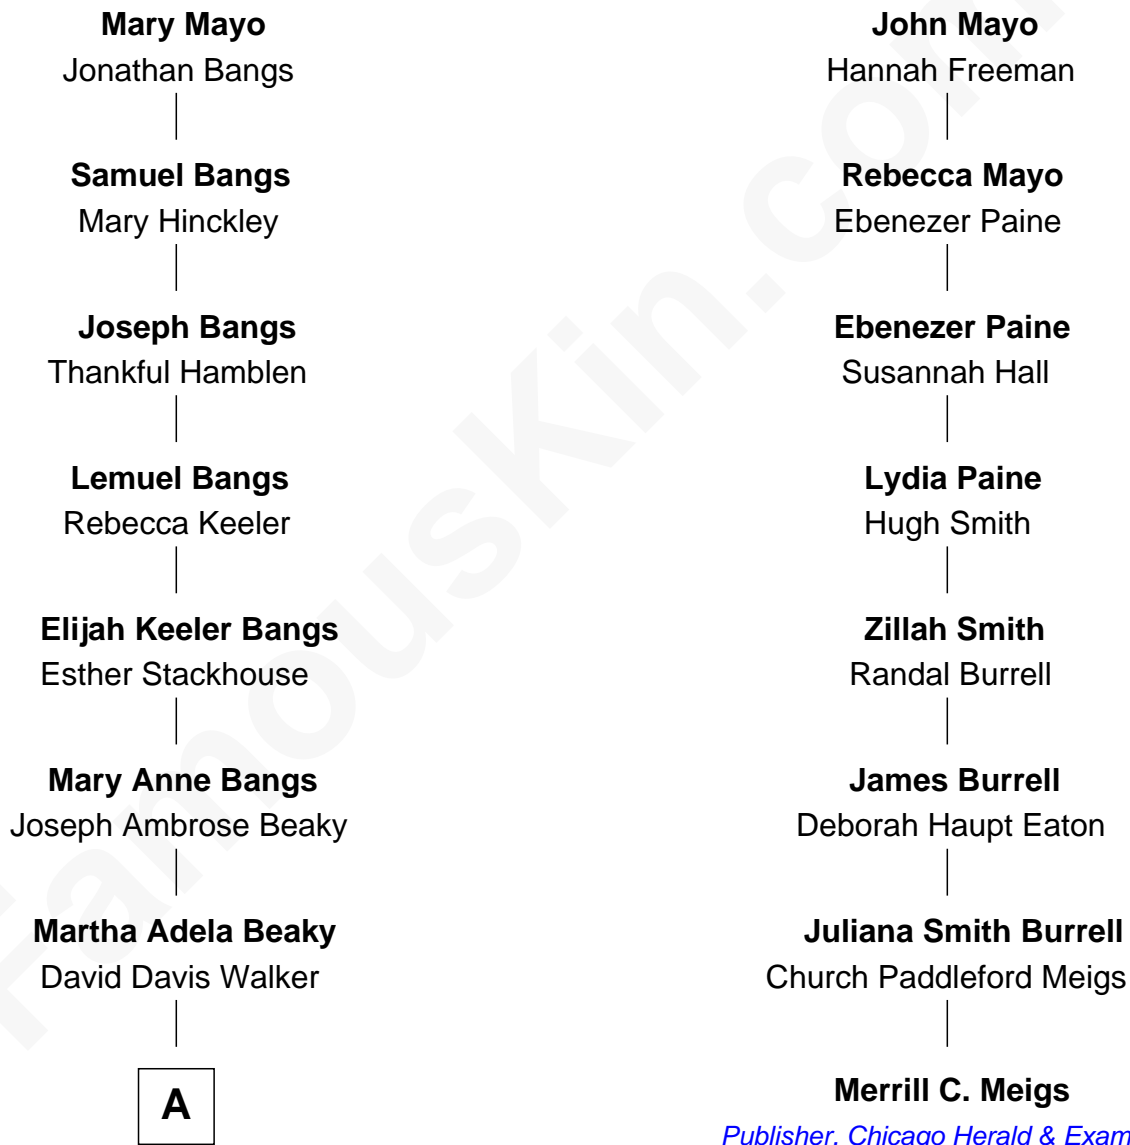 Mary Mayo
Jonathan Bangs
Samuel Bangs
Mary Hinckley
Joseph Bangs
Thankful Hamblen
Lemuel Bangs
Rebecca Keeler
Elijah Keeler Bangs
Esther Stackhouse
Mary Anne Bangs
Joseph Ambrose Beaky
Martha Adela Beaky
David Davis Walker
A
John Mayo
Hannah Freeman
Rebecca Mayo
Ebenezer Paine
Ebenezer Paine
Susannah Hall
Lydia Paine
Hugh Smith
Zillah Smith
Randal Burrell
James Burrell
Deborah Haupt Eaton
Juliana Smith Burrell
Church Paddleford Meigs
Merrill C. Meigs
Publisher, Chicago Herald & Exam
FamousKin.com